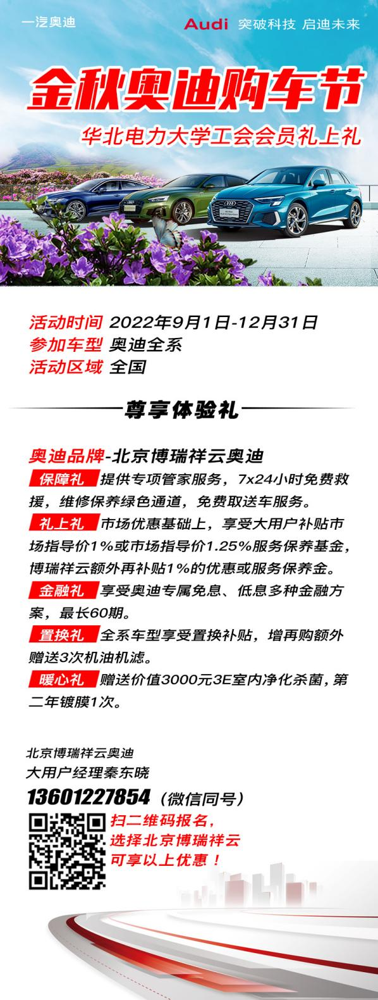 一汽奥迪
Audi 突破科技 启迪未来
金秋奥迪购车节
华北电力大学工会会员礼上礼
活动时间 2022年9月1日-12月31日
参加车型 奥迪全系
活动区域 全国
尊享体验礼
奥迪品牌-北京博瑞祥云奥迪
保障礼 提供专项管家服务，7x24小时免费救
援，维修保养绿色通道，免费取送车服务。
礼上礼 市场优惠基础上，享受大用户补贴市
场指导价1%或市场指导价1.25%服务保养基金，
博瑞祥云额外再补贴1%的优惠或服务保养金。
金融礼 享受奥迪专属免息、低息多种金融方
案，最长60期。
置换礼 全系车型享受置换补贴，增再购额外
赠送3次机油机滤。
暖心礼 赠送价值3000元3E室内净化杀菌，第
二年镀膜1次。
北京博瑞祥云奥迪
大用户经理秦东晓
13601227854（微信同号）
扫二维码报名，
选择北京博瑞祥云
可享以上优惠！